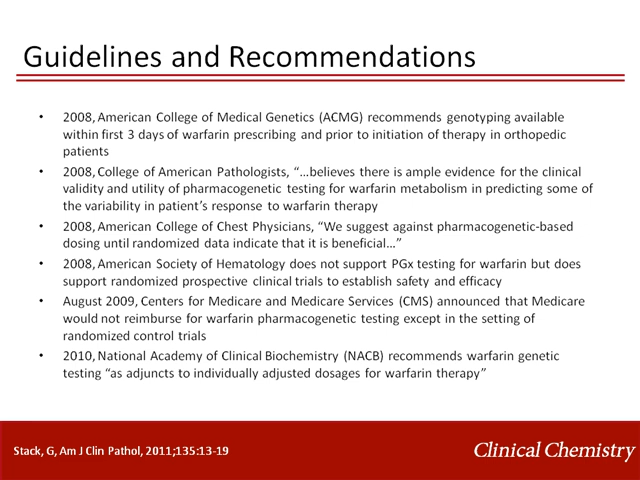 Guidelines and Recommendations
• 2008, American College of Medical Genetics (ACMG) recommends genotyping available
within first 3 days of warfarin prescribing and prior to initiation of therapy in orthopedic
patients
• 2008, College of American Pathologists, “…believes there is ample evidence for the clinical
validity and utility of pharmacogenetic testing for warfarin metabolism in predicting some of
the variability in patient’s response to warfarin therapy
• 2008, American College of Chest Physicians, “We suggest against pharmacogenetic-based
dosing until randomized data indicate that it is beneficial…”
• 2008, American Society of Hematology does not support PGx testing for warfarin but does
support randomized prospective clinical trials to establish safety and efficacy
• August 2009, Centers for Medicare and Medicare Services (CMS) announced that Medicare
would not reimburse for warfarin pharmacogenetic testing except in the setting of
randomized control trials
• 2010, National Academy of Clinical Biochemistry (NACB) recommends warfarin genetic
testing “as adjuncts to individually adjusted dosages for warfarin therapy”
Stack, G, Am J Clin Pathol, 2011;135:13-19
Clinical Chemistry